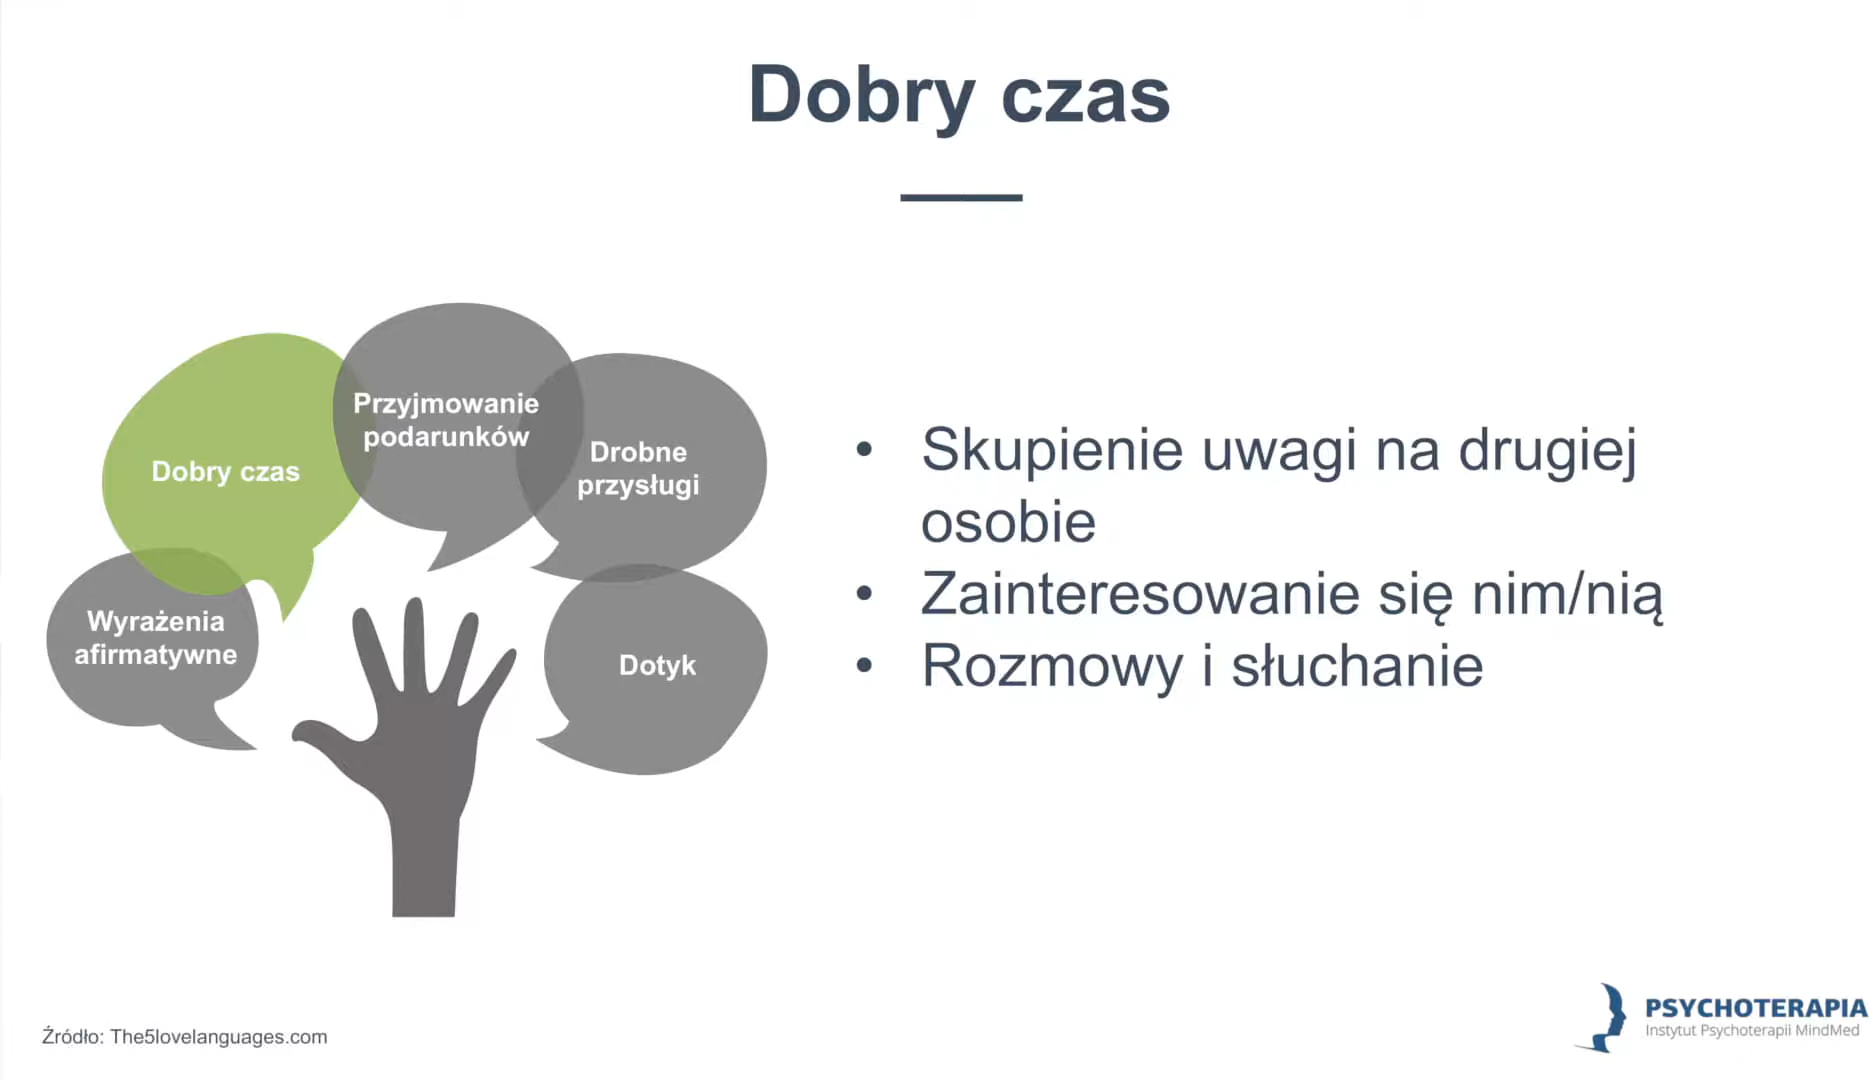 Dobry czas
Przyjmowanie
podarunków
Drobne
przysługi
Dobry czas
Wyrażenia
afirmatywne
Dotyk
• Skupienie uwagi na drugiej
osobie
• Zainteresowanie się nim/nią
• Rozmowy i słuchanie
Źródło: The5lovelanguages.com
PSYCHOTERAPIA
Instytut Psychoterapii MindMed